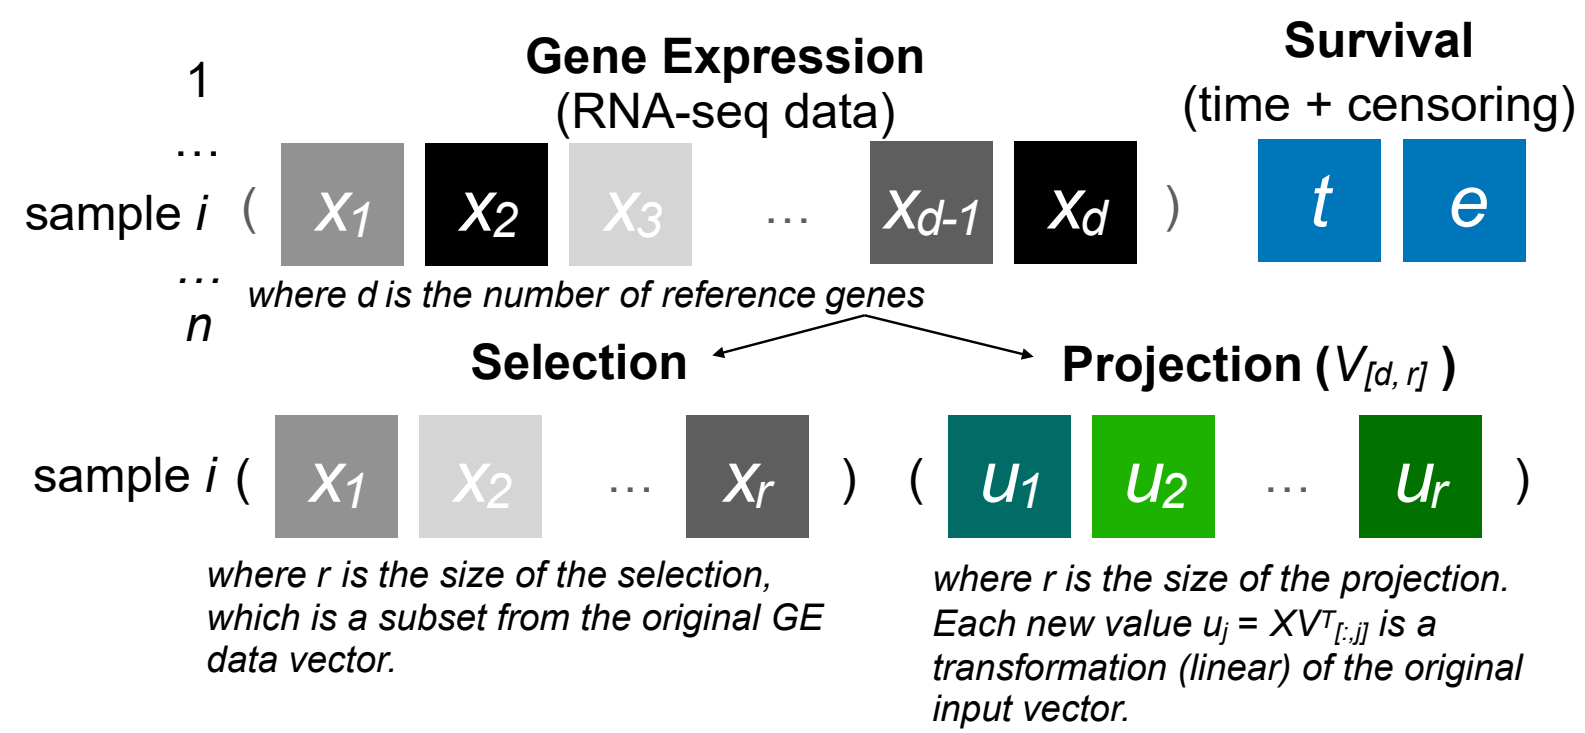 Gene Expression
(RNA-seq data)
Survival
(time + censoring)
1
...
sample i ( x1 x2 x3 ... xd-1 xd ) t e
...
n
where d is the number of reference genes
Selection
Projection (V[d, r] )
sample i ( x1 x2 ... xr ) ( u1 u2 ... ur )
where r is the size of the selection,
which is a subset from the original GE
data vector.
where r is the size of the projection.
Each new value uj = XVT[:,j] is a
transformation (linear) of the original
input vector.